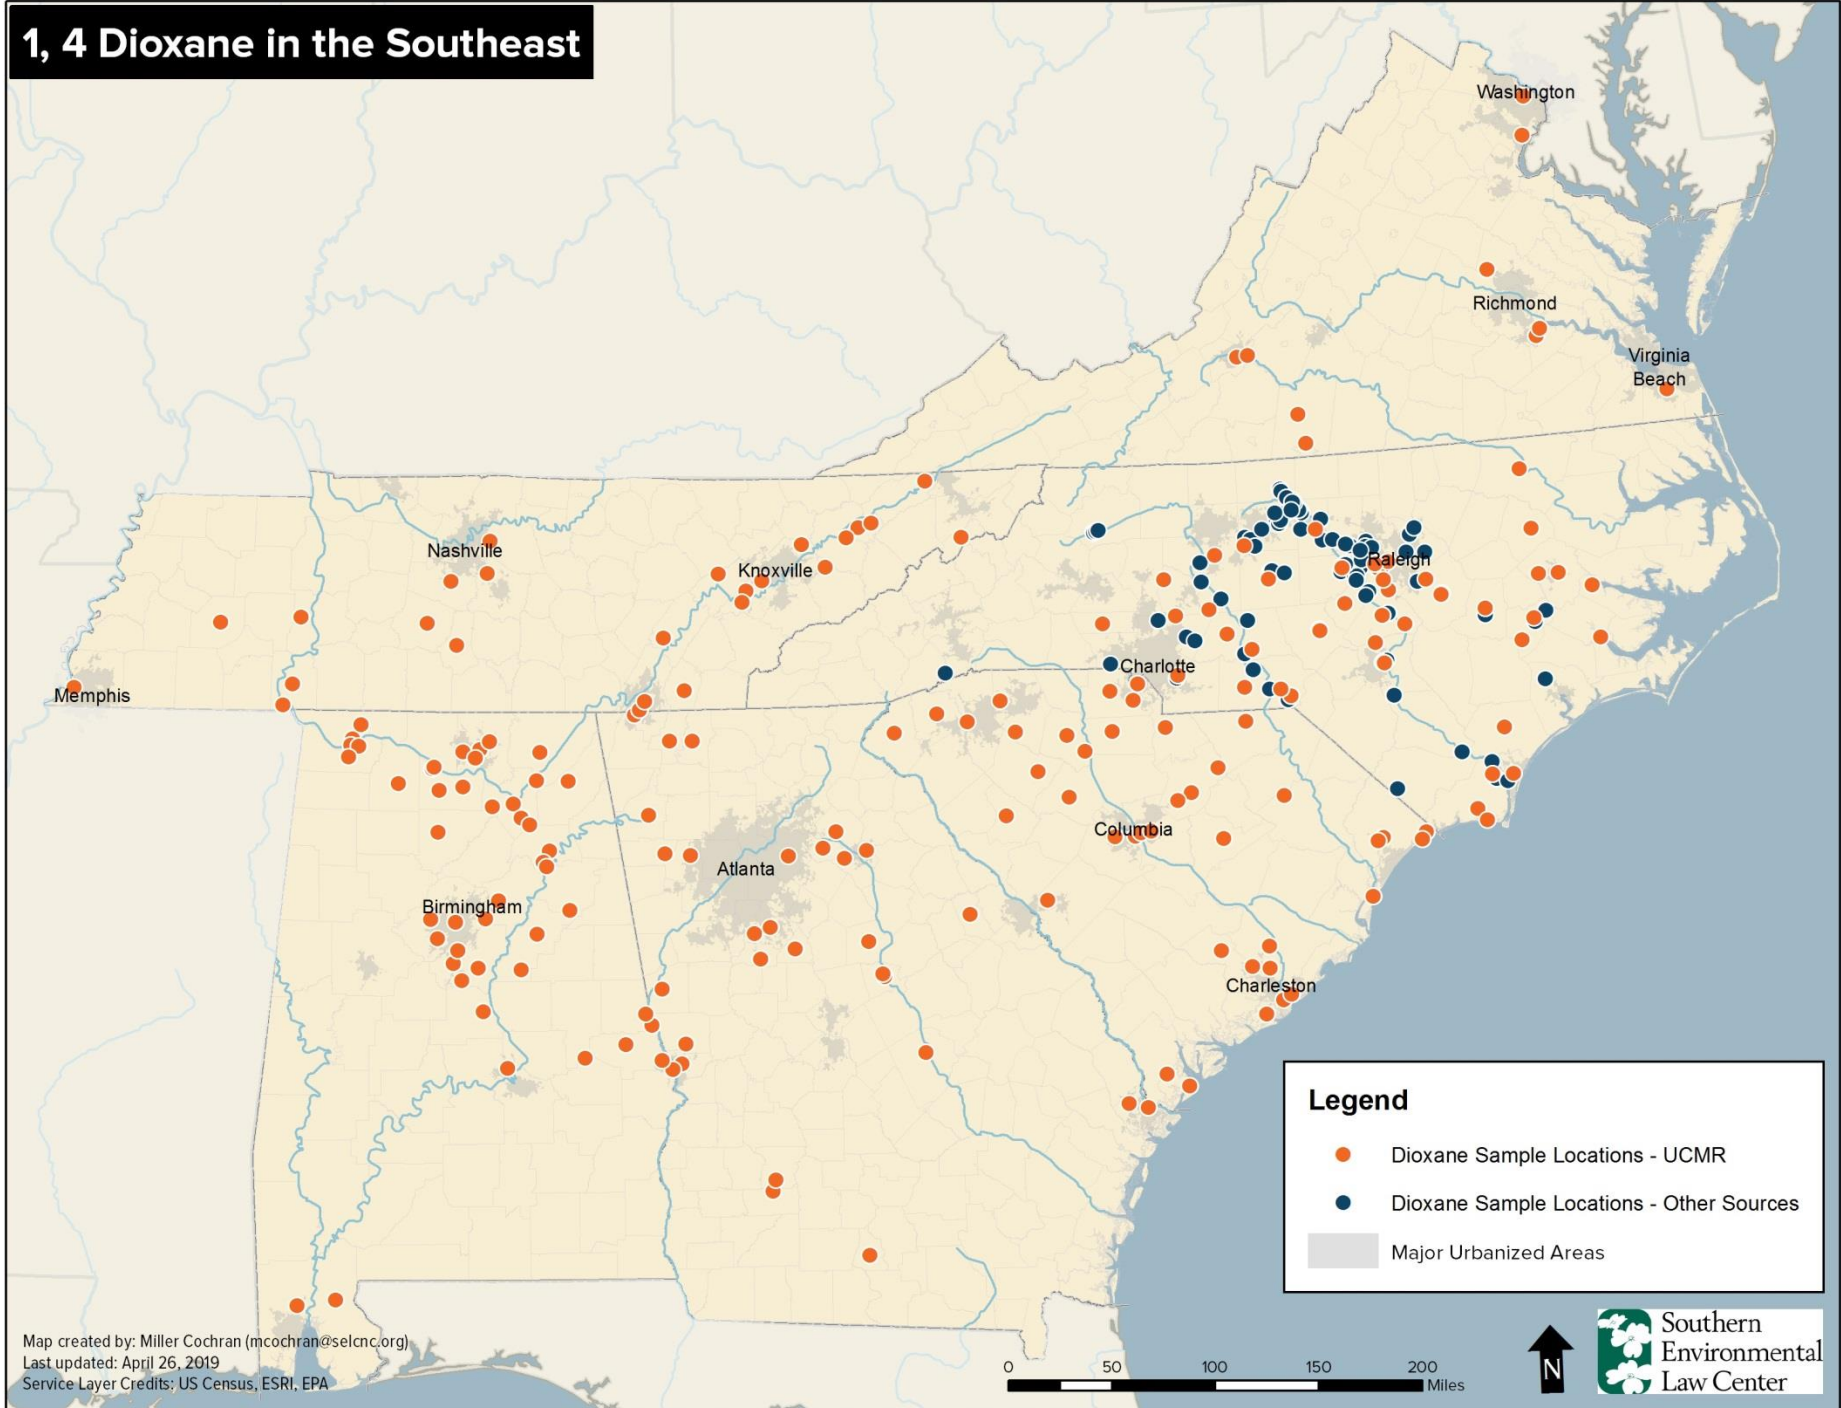 1, 4 Dioxane in the Southeast
Washington
Richmond
Virginia
Beach
Nashville
Knoxville
Raleigh
Memphis
Charlotte
Columbia
Atlanta
Birmingham
Charleston
Legend
Dioxane Sample Locations - UCMR
Dioxane Sample Locations - Other Sources
Major Urbanized Areas
Map created by: Miller Cochran (mcochran@selcnc.org)
Last updated: April 26, 2019
Service Layer Credits: US Census, ESRI, EPA
0 50 100 150 200
Miles
N
Southern
Environmental
Law Center